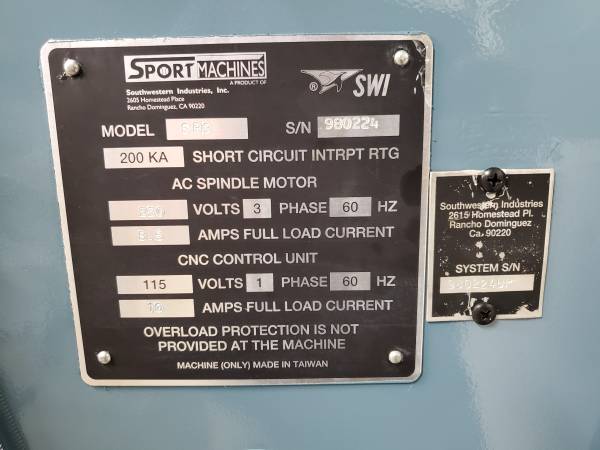 SPORT MACHINES
A PRODUCT OF
Southwestern Industries, Inc.
2605 Homestead Place
Rancho Dominguez, CA 90220
® SWI
MODEL S/N 980224
200 KA SHORT CIRCUIT INTRPT RTG
AC SPINDLE MOTOR
220 VOLTS 3 PHASE 60 HZ
AMPS FULL LOAD CURRENT
CNC CONTROL UNIT
115 VOLTS 1 PHASE 60 HZ
AMPS FULL LOAD CURRENT
OVERLOAD PROTECTION IS NOT
PROVIDED AT THE MACHINE
MACHINE (ONLY) MADE IN TAIWAN
Southwestern Industries
2615 Homestead Pl.
Rancho Dominguez
Ca. 90220
SYSTEM S/N